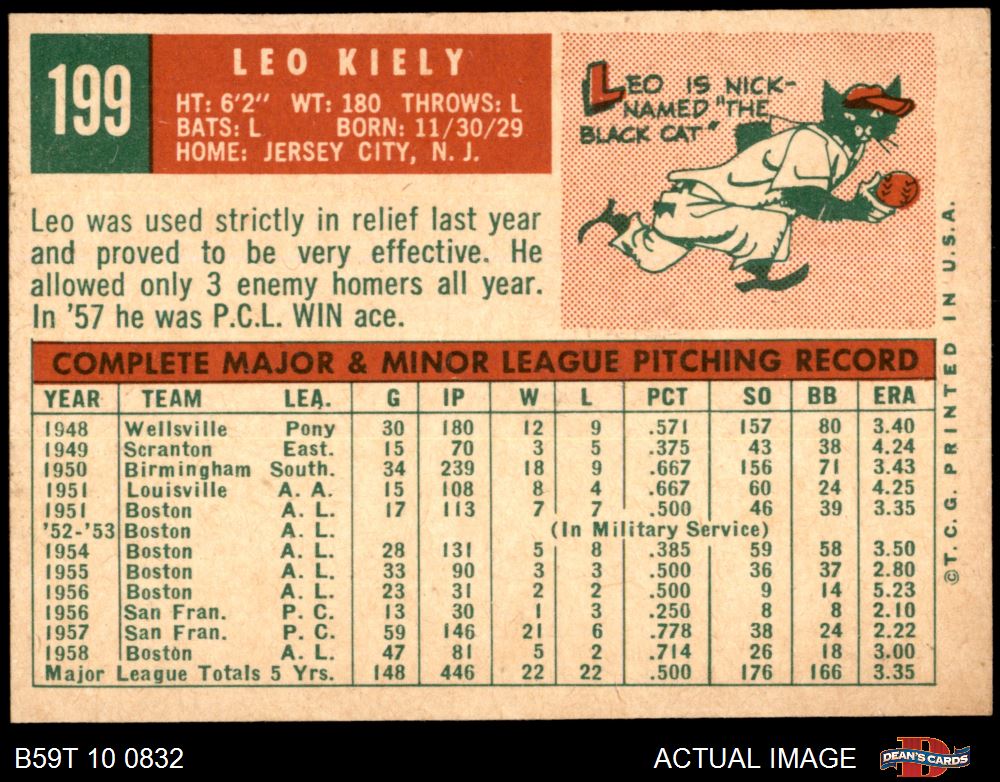 199
LEO KIELY
HT: 6'2" WT: 180 THROWS: L
BATS: L BORN: 11/30/29
HOME: JERSEY CITY, N. J.
LEO IS NICK-
NAMED "THE
BLACK CAT"
Leo was used strictly in relief last year
and proved to be very effective. He
allowed only 3 enemy homers all year.
In '57 he was P.C.L. WIN ace.
COMPLETE MAJOR & MINOR LEAGUE PITCHING RECORD
YEAR TEAM LEA. G IP W L PCT SO BB ERA
1948 Wellsville Pony 30 180 12 9 .571 157 80 3.40
1949 Scranton East. 15 70 3 5 .375 43 38 4.24
1950 Birmingham South. 34 239 18 9 .667 156 71 3.43
1951 Louisville A. A. 15 108 8 4 .667 60 24 4.25
1951 Boston A. L. 17 113 7 7 .500 46 39 3.35
'52-'53 Boston A. L. (In Military Service)
1954 Boston A. L. 28 131 5 8 .385 59 58 3.50
1955 Boston A. L. 33 90 3 3 .500 36 37 2.80
1956 Boston A. L. 23 31 2 2 .500 9 14 5.23
1956 San Fran. P. C. 13 30 1 3 .250 8 8 2.10
1957 San Fran. P. C. 59 146 21 6 .778 38 24 2.22
1958 Boston A. L. 47 81 5 2 .714 26 18 3.00
Major League Totals 5 Yrs. 148 446 22 22 .500 176 166 3.35
©T. C. G. PRINTED IN U.S.A.
B59T 10 0832
ACTUAL IMAGE
DEAN'S CARDS